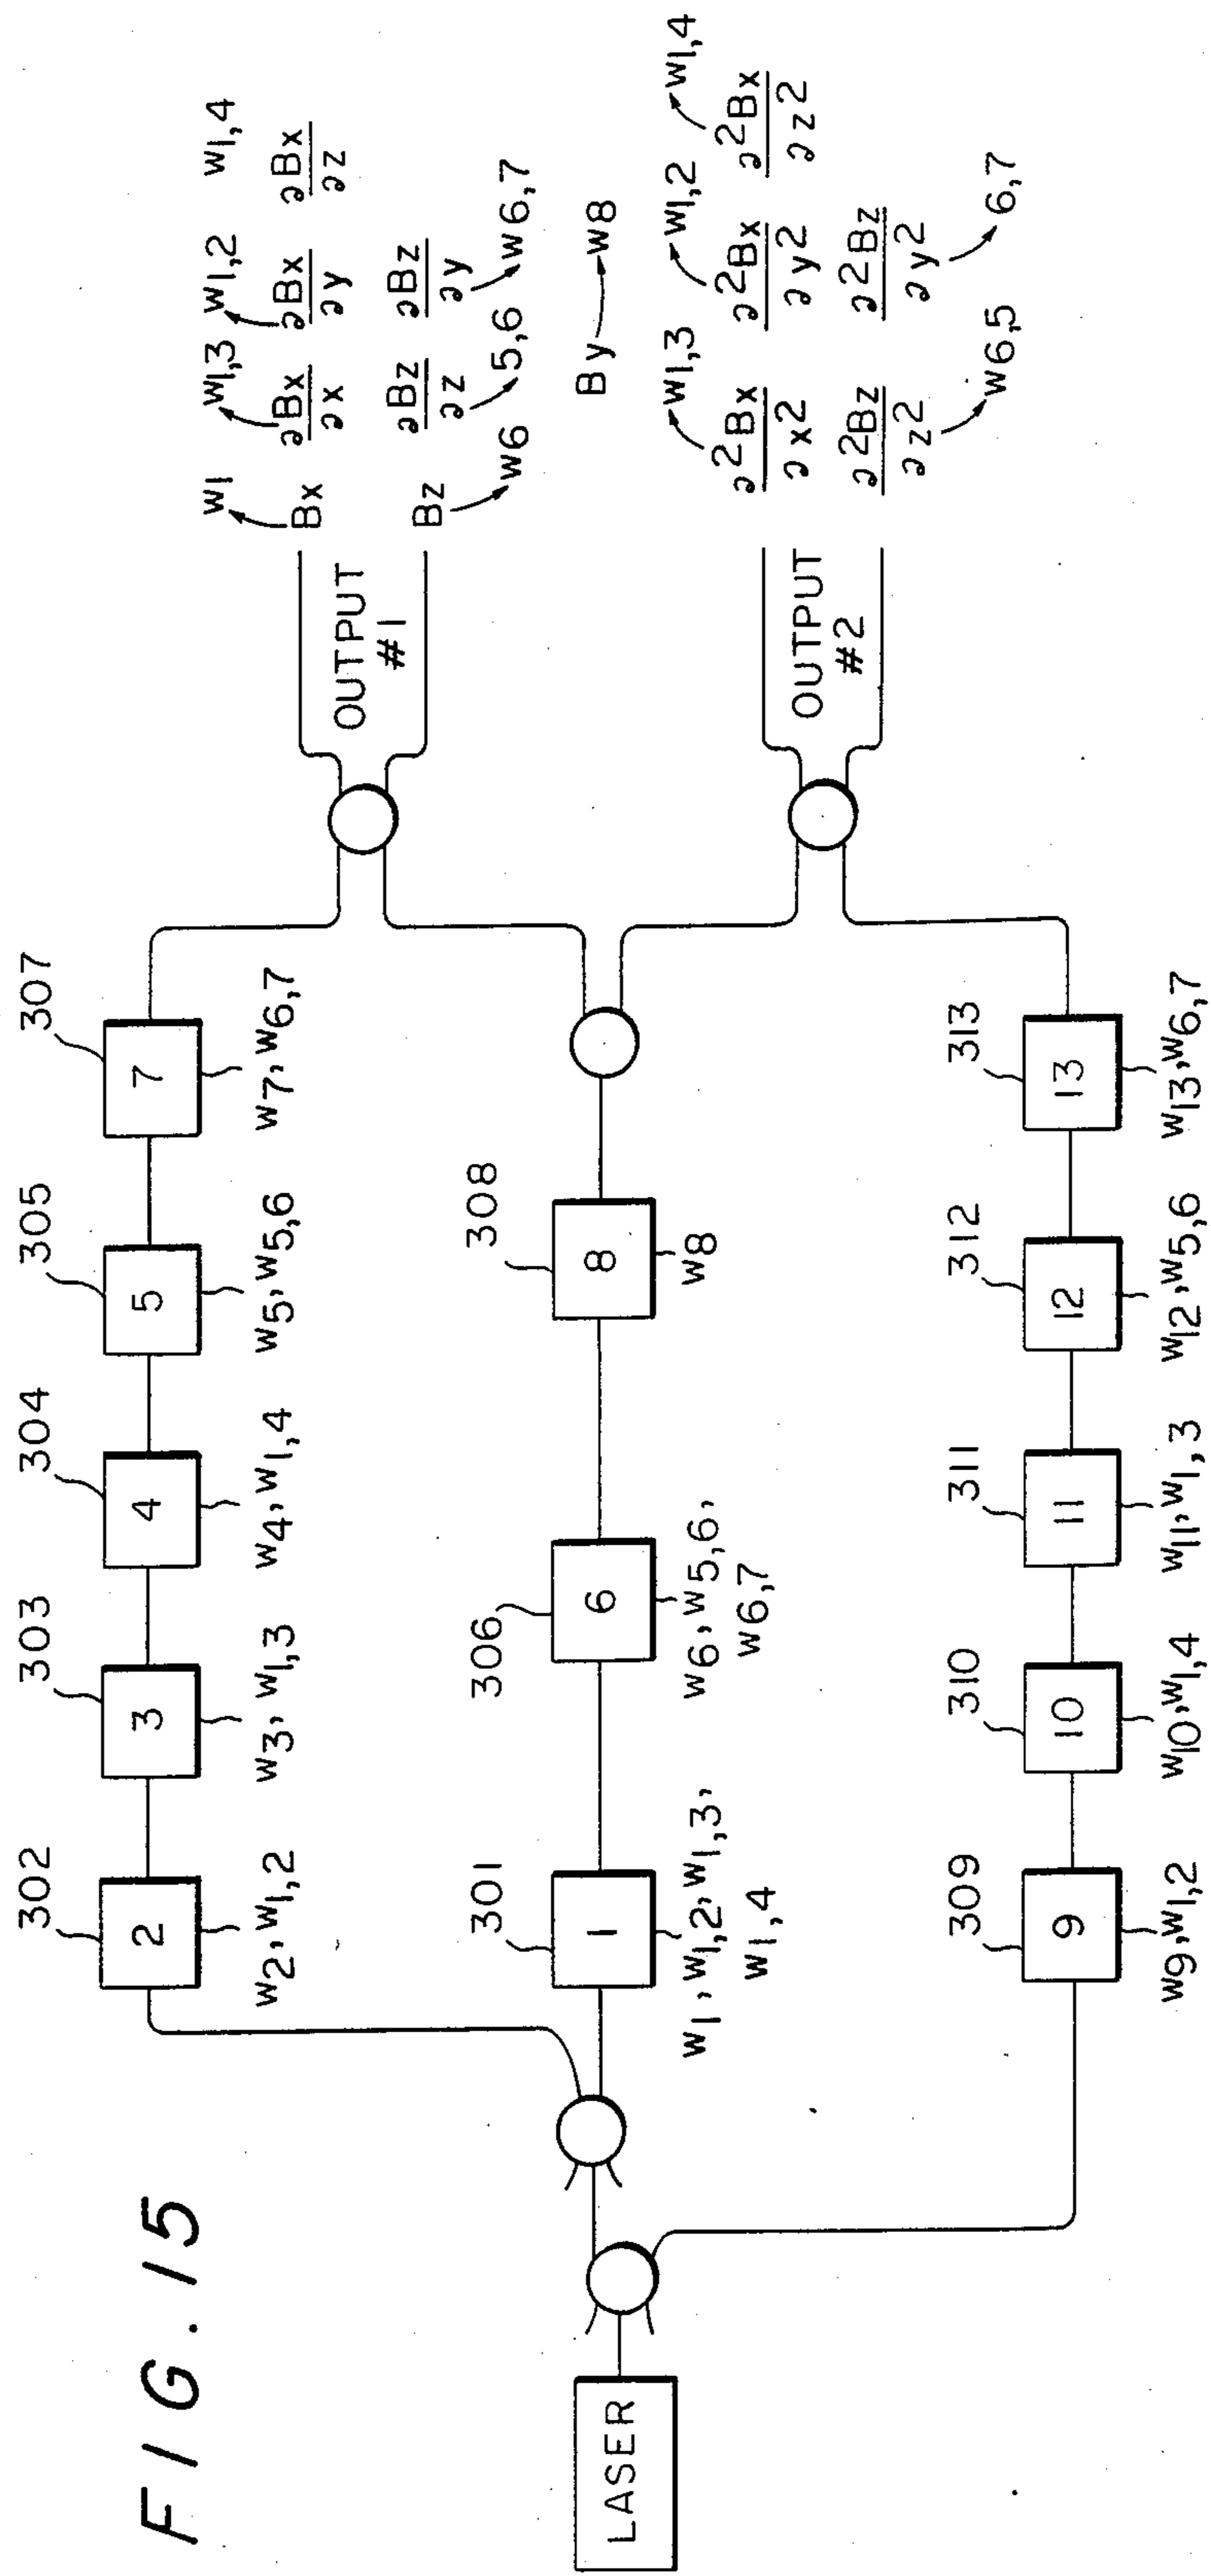 FIG. 15
LASER
302
2
w2, w1,2
303
3
w3, w1,3
304
4
w4, w1,4
305
5
w5, w5,6
307
7
w7, w6,7
301
1
w1, w1,2, w1,3,
w1,4
306
6
w6, w5,6,
w6,7
308
8
w8
309
9
w9, w1,2
310
10
w10, w1,4
311
11
w11, w1,3
312
12
w12, w5,6
313
13
w13, w6,7
OUTPUT
#1
w1 w1,3 w1,2 w1,4
Bx ∂Bx/∂x ∂Bx/∂y ∂Bx/∂z
Bz ∂Bz/∂z ∂Bz/∂y
w6 5,6 w6,7
By w8
OUTPUT
#2
w1,3 w1,2 w1,4
∂²Bx/∂x² ∂²Bx/∂y² ∂²Bx/∂z²
∂²Bz/∂z² ∂²Bz/∂y²
w6,5 6,7